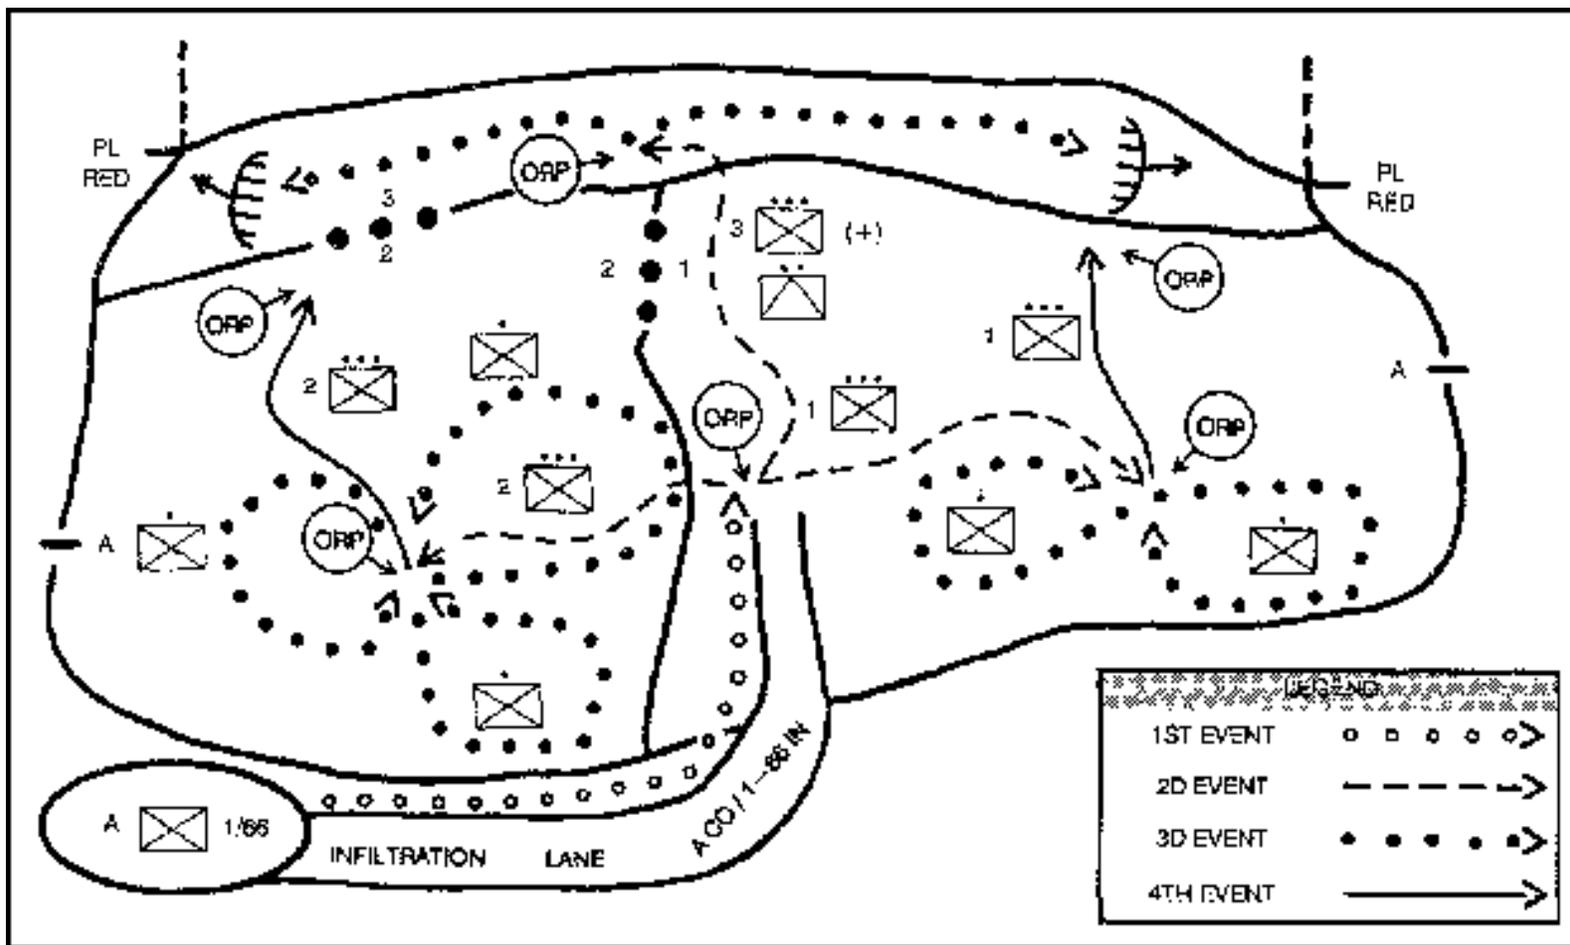 PL
RED
ORP
3
2
3
(+)
2
1
PL
RED
ORP
ORP
1
2
A
ORP
1
ORP
2
A
ORP
A CO / 1-66 IN
A
1/66
INFILTRATION LANE
LEGEND
1ST EVENT
2D EVENT
3D EVENT
4TH EVENT